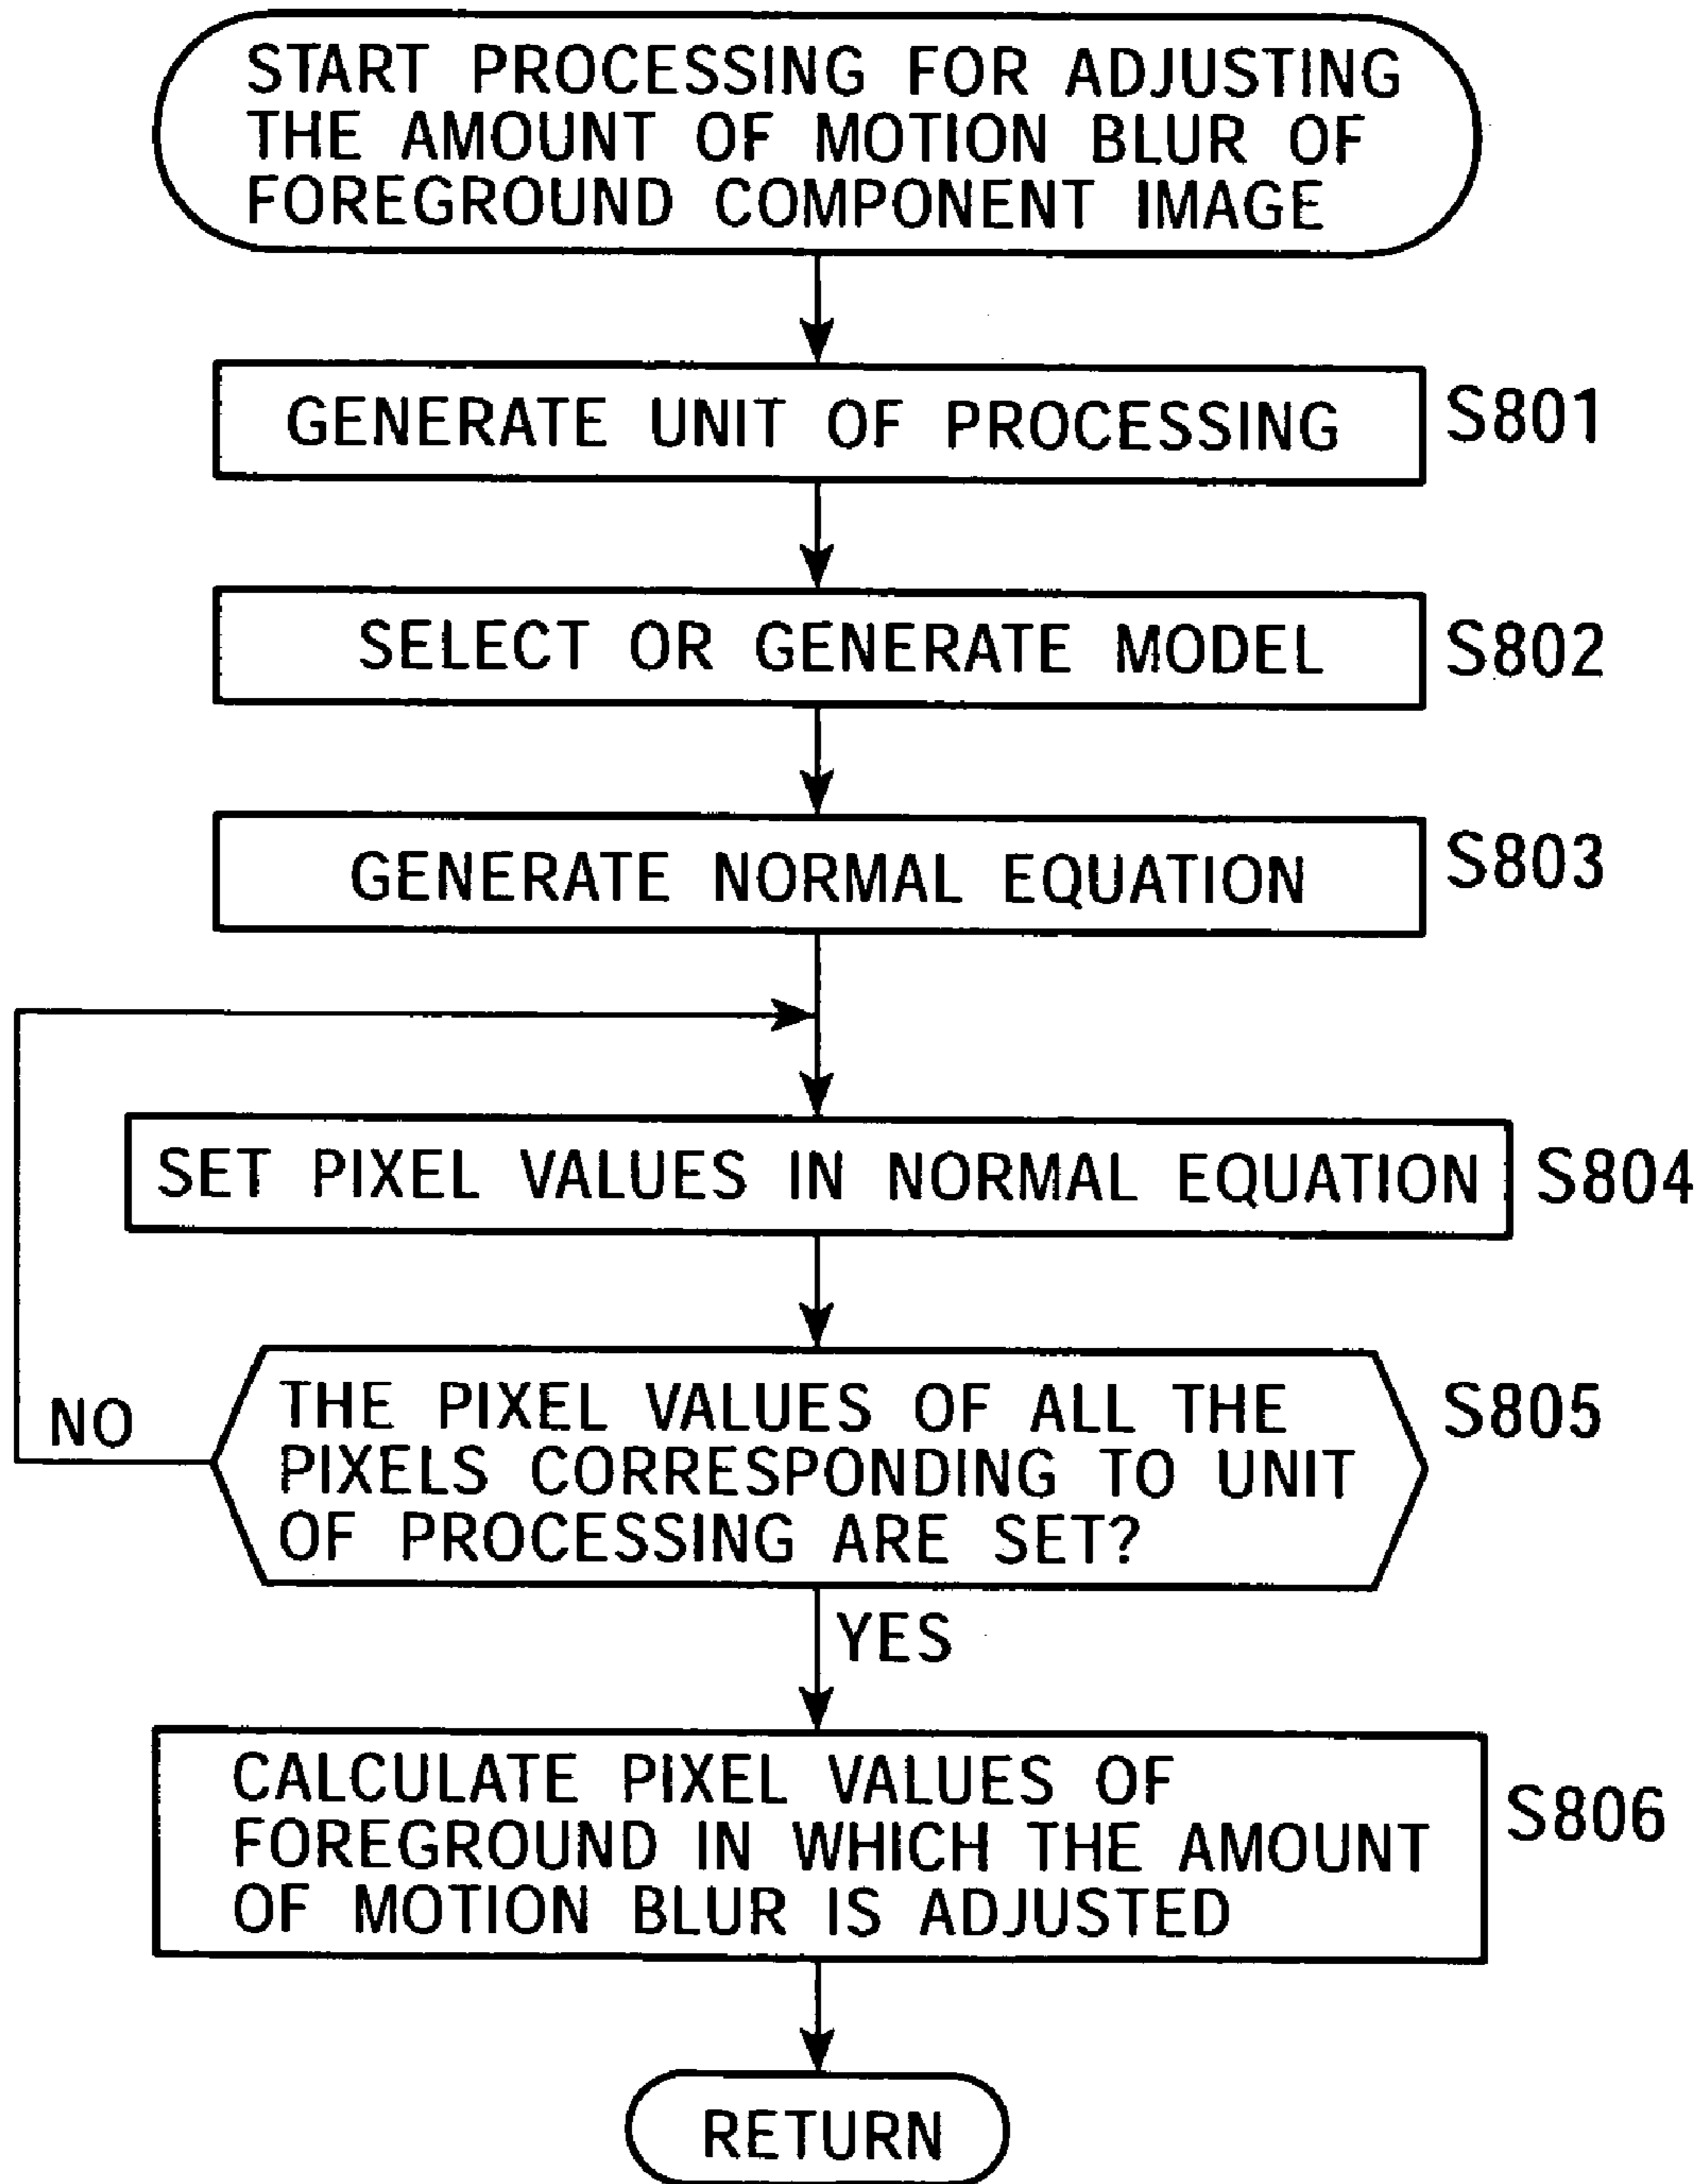 START PROCESSING FOR ADJUSTING
THE AMOUNT OF MOTION BLUR OF
FOREGROUND COMPONENT IMAGE
GENERATE UNIT OF PROCESSING
S801
SELECT OR GENERATE MODEL
S802
GENERATE NORMAL EQUATION
S803
SET PIXEL VALUES IN NORMAL EQUATION
S804
THE PIXEL VALUES OF ALL THE
PIXELS CORRESPONDING TO UNIT
OF PROCESSING ARE SET?
S805
NO
YES
CALCULATE PIXEL VALUES OF
FOREGROUND IN WHICH THE AMOUNT
OF MOTION BLUR IS ADJUSTED
S806
RETURN